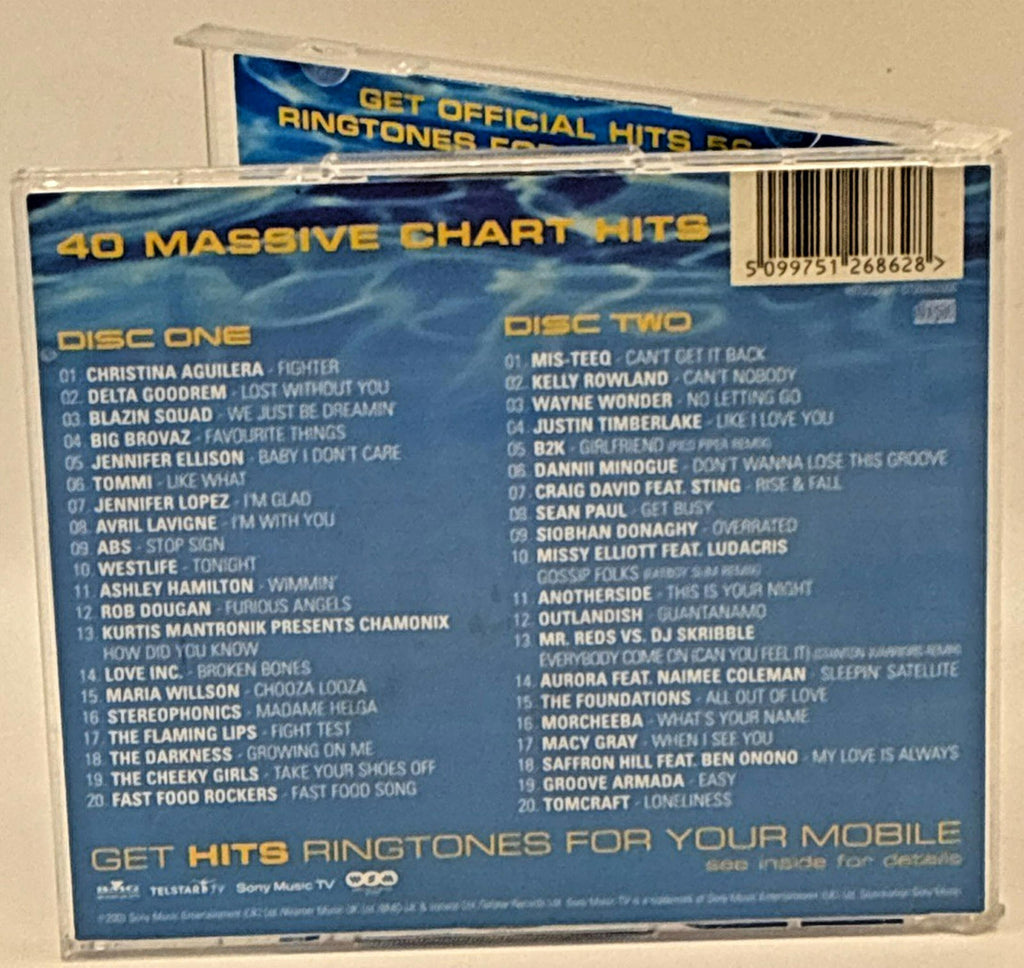 GET OFFICIAL HITS 56
RINGTONES FOR
40 MASSIVE CHART HITS
5 099751 268628 >
DISC ONE
01. CHRISTINA AGUILERA - FIGHTER
02. DELTA GOODREM - LOST WITHOUT YOU
03. BLAZIN SQUAD - WE JUST BE DREAMIN'
04. BIG BROVAZ - FAVOURITE THINGS
05. JENNIFER ELLISON - BABY I DON'T CARE
06. TOMMI - LIKE WHAT
07. JENNIFER LOPEZ - I'M GLAD
08. AVRIL LAVIGNE - I'M WITH YOU
09. ABS - STOP SIGN
10. WESTLIFE - TONIGHT
11. ASHLEY HAMILTON - WIMMIN'
12. ROB DOUGAN - FURIOUS ANGELS
13. KURTIS MANTRONIK PRESENTS CHAMONIX
HOW DID YOU KNOW
14. LOVE INC. - BROKEN BONES
15. MARIA WILLSON - CHOOZA LOOZA
16. STEREOPHONICS - MADAME HELGA
17. THE FLAMING LIPS - FIGHT TEST
18. THE DARKNESS - GROWING ON ME
19. THE CHEEKY GIRLS - TAKE YOUR SHOES OFF
20. FAST FOOD ROCKERS - FAST FOOD SONG
DISC TWO
01. MIS-TEEQ - CAN'T GET IT BACK
02. KELLY ROWLAND - CAN'T NOBODY
03. WAYNE WONDER - NO LETTING GO
04. JUSTIN TIMBERLAKE - LIKE I LOVE YOU
05. B2K - GIRLFRIEND (PIED PIPER REMIX)
06. DANNII MINOGUE - DON'T WANNA LOSE THIS GROOVE
07. CRAIG DAVID FEAT. STING - RISE & FALL
08. SEAN PAUL - GET BUSY
09. SIOBHAN DONAGHY - OVERRATED
10. MISSY ELLIOTT FEAT. LUDACRIS
GOSSIP FOLKS (FATBOY SLIM REMIX)
11. ANOTHERSIDE - THIS IS YOUR NIGHT
12. OUTLANDISH - GUANTANAMO
13. MR. REDS VS. DJ SKRIBBLE
EVERYBODY COME ON (CAN YOU FEEL IT) (STANTON WARRIORS REMIX)
14. AURORA FEAT. NAIMEE COLEMAN - SLEEPIN' SATELLITE
15. THE FOUNDATIONS - ALL OUT OF LOVE
16. MORCHEEBA - WHAT'S YOUR NAME
17. MACY GRAY - WHEN I SEE YOU
18. SAFFRON HILL FEAT. BEN ONONO - MY LOVE IS ALWAYS
19. GROOVE ARMADA - EASY
20. TOMCRAFT - LONELINESS
GET HITS RINGTONES FOR YOUR MOBILE
see inside for details
BMG TELSTAR TV Sony Music TV WSM